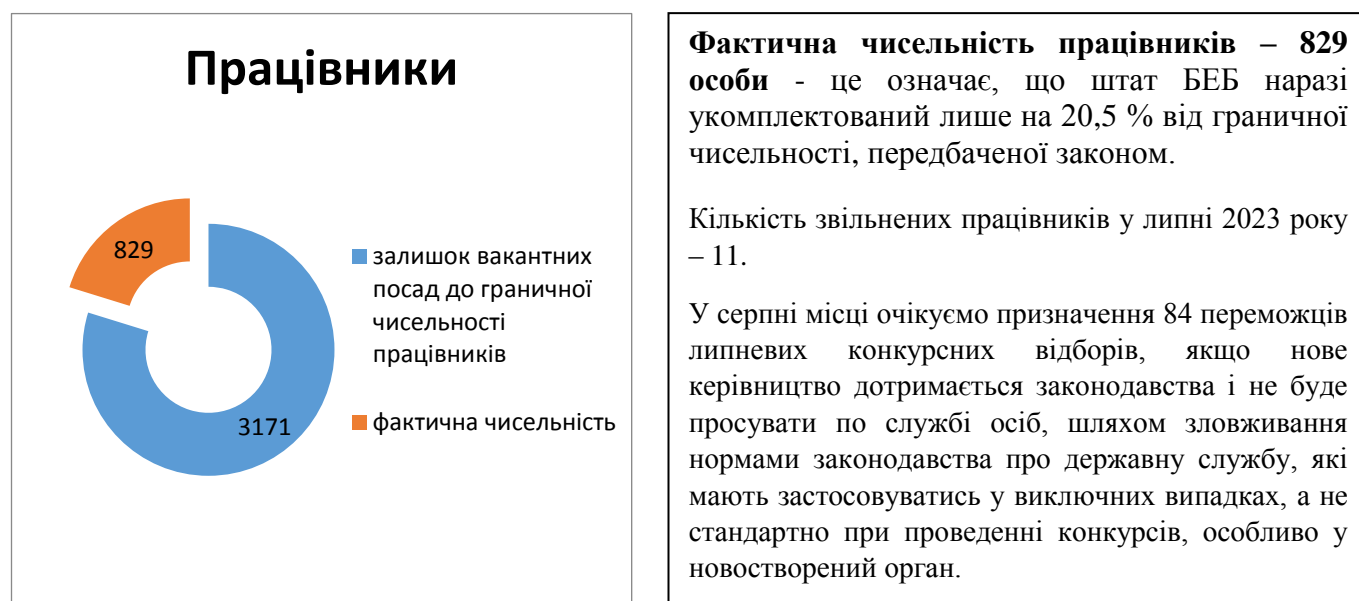 Працівники
829
3171
залишок вакантних
посад до граничної
чисельності
працівників
фактична чисельність
Фактична чисельність працівників – 829
особи - це означає, що штат БЕБ наразі
укомплектований лише на 20,5 % від граничної
чисельності, передбаченої законом.
Кількість звільнених працівників у липні 2023 року
– 11.
У серпні місці очікуємо призначення 84 переможців
липневих конкурсних відборів, якщо нове
керівництво дотримається законодавства і не буде
просувати по службі осіб, шляхом зловживання
нормами законодавства про державну службу, які
мають застосовуватись у виключних випадках, а не
стандартно при проведенні конкурсів, особливо у
новостворений орган.